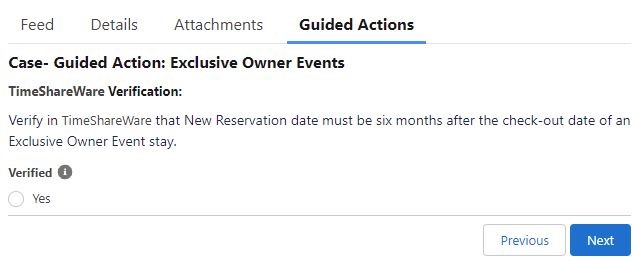 Feed Details Attachments Guided Actions
Case- Guided Action: Exclusive Owner Events
TimeShareWare Verification:
Verify in TimeShareWare that New Reservation date must be six months after the check-out date of an
Exclusive Owner Event stay.
Verified
Yes
Previous Next